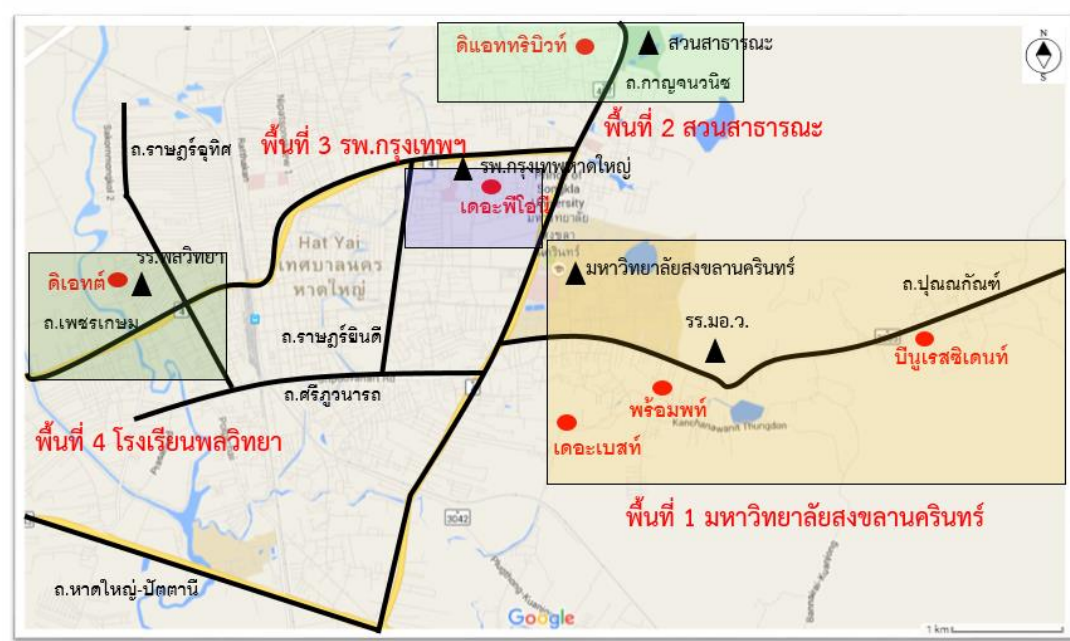 ดิแอททริบิวท์
สวนสาธารณะ
N
S
ถ.กาญจนวนิช
พื้นที่ 2 สวนสาธารณะ
ถ.ราษฎร์อุทิศ
พื้นที่ 3 รพ.กรุงเทพฯ
4
รพ.กรุงเทพหาดใหญ่
Sakornmongkol 2
Ratthakan
เดอะพีโอนี่
Hat Yai
เทศบาลนคร
หาดใหญ่
รร.พลวิทยา
ดิเอทต์
มหาวิทยาลัยสงขลานครินทร์
ถ.ปุณณกัณฑ์
4
ถ.เพชรเกษม
ถ.ราษฎร์ยินดี
รร.มอ.ว.
บีนูเรสซิเดนท์
ถ.ศรีภูวนารถ
พร้อมพท์
Kanchanawanit Thungdon
เดอะเบสท์
พื้นที่ 4 โรงเรียนพลวิทยา
พื้นที่ 1 มหาวิทยาลัยสงขลานครินทร์
3042
ถ.หาดใหญ่-ปัตตานี
Google
1 km